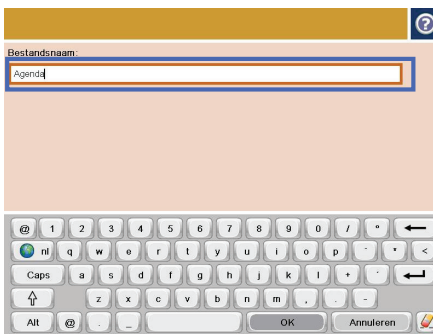 ?
Bestandsnaam:
Agenda
@ 1 2 3 4 5 6 7 8 9 0 / °
nl q w e r t y u i o p * <
Caps a s d f g h j k l + ´
z x c v b n m , . -
Alt @ . _ OK Annuleren